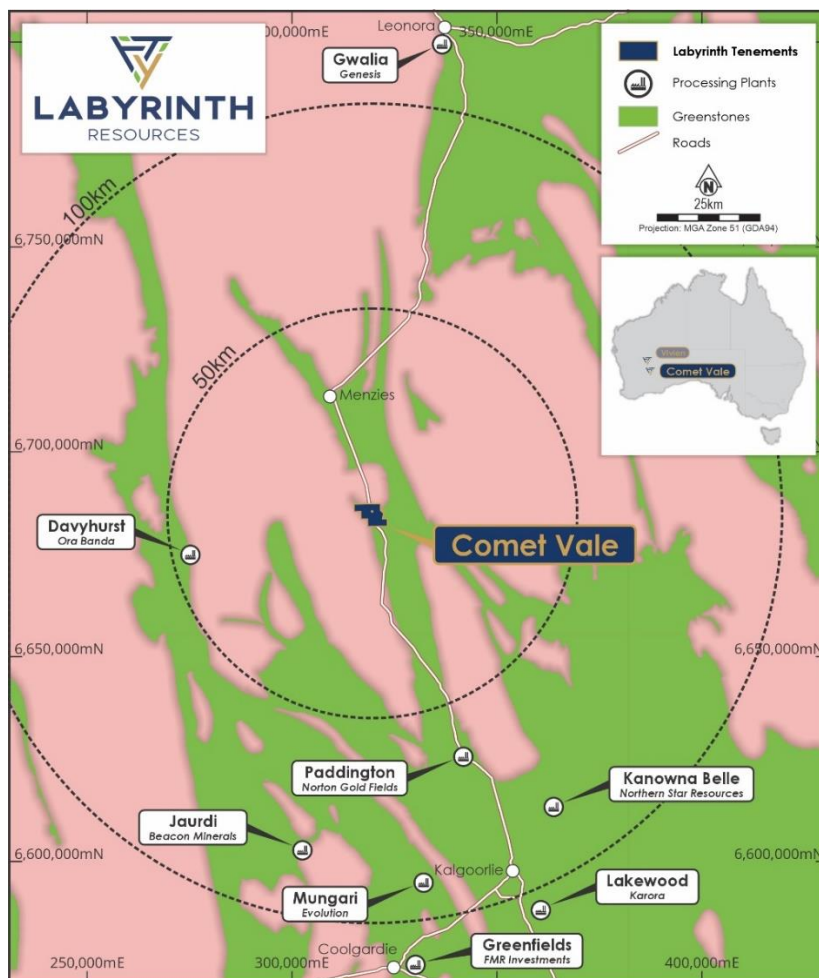 LABYRINTH
RESOURCES
Leonora
350,000mE
Gwalia
Genesis
Labyrinth Tenements
Processing Plants
Greenstones
Roads
N
25km
Projection: MGA Zone 51 (GDA94)
100km
6,750,000mN
50km
Comet Vale
Menzies
6,700,000mN
Davyhurst
Ora Banda
Comet Vale
6,650,000mN
6,650,000mN
Paddington
Norton Gold Fields
Kanowna Belle
Northern Star Resources
Jaurdi
Beacon Minerals
6,600,000mN
6,600,000mN
Kalgoorlie
Mungari
Evolution
Lakewood
Karora
Greenfields
FMR Investments
Coolgardie
250,000mE
300,000mE
400,000mE